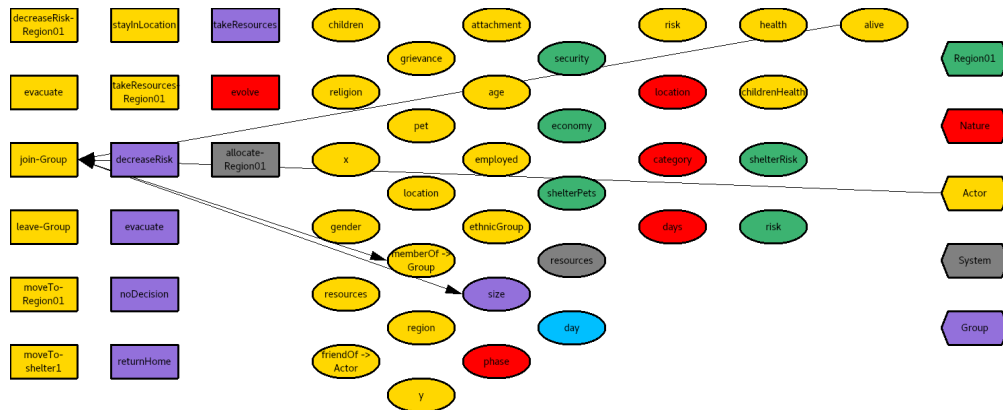 decreaseRisk-
Region01
stayInLocation
takeResources
children
attachment
risk
health
alive
grievance
security
Region01
evacuate
takeResources-
Region01
evolve
religion
age
location
childrenHealth
pet
economy
Nature
join-Group
decreaseRisk
allocate-
Region01
x
employed
category
shelterRisk
location
shelterPets
Actor
leave-Group
evacuate
gender
ethnicGroup
days
risk
memberOf ->
Group
resources
System
moveTo-
Region01
noDecision
resources
size
region
day
Group
moveTo-
shelter1
returnHome
friendOf ->
Actor
phase
y